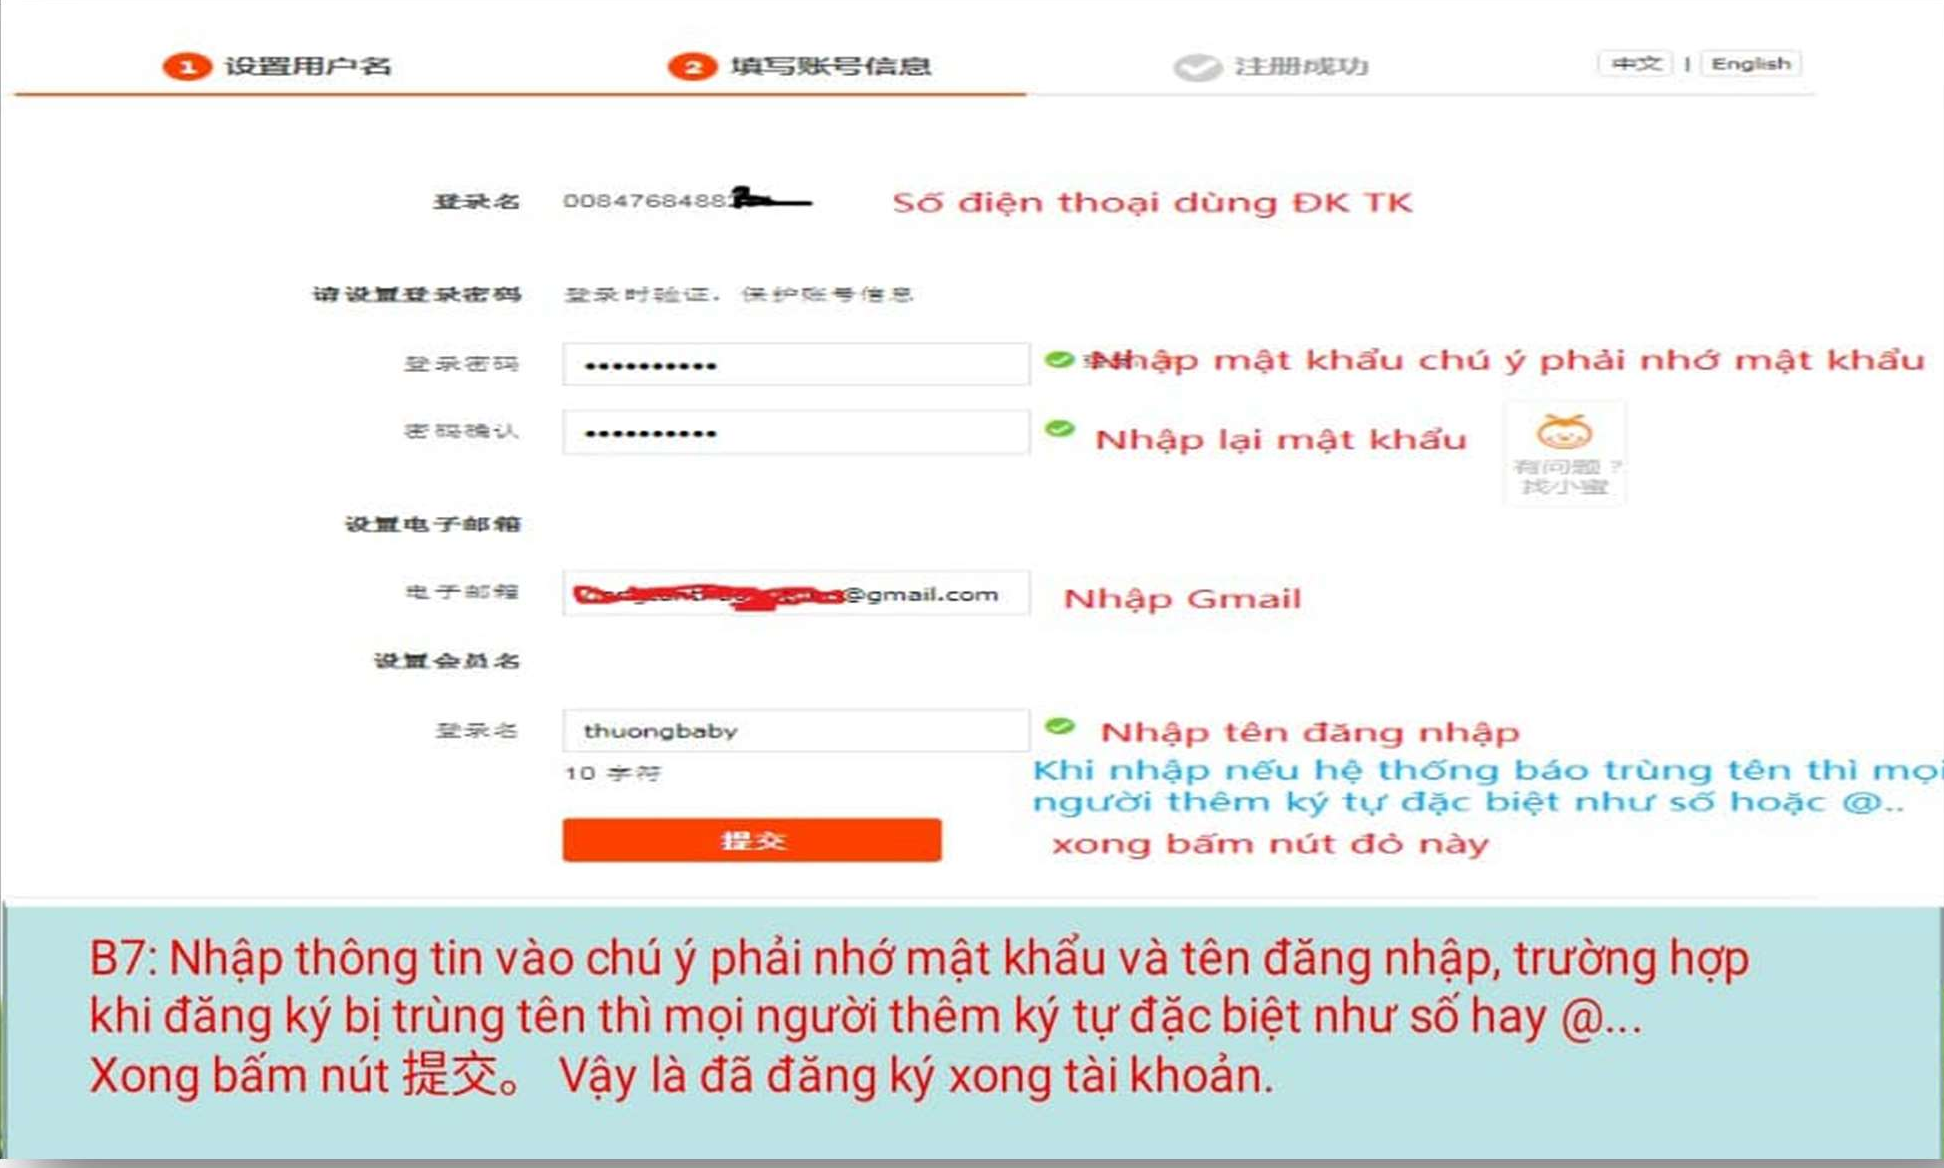 1 设置用户名
2 填写账号信息
注册成功
中文 | English
登录名 0084768488 Số điện thoại dùng ĐK TK
请设置登录密码 登录时验证，保护账号信息
登录密码 •••••••••• Nhập mật khẩu chú ý phải nhớ mật khẩu
密码确认 •••••••••• Nhập lại mật khẩu
有问题？
找小蜜
设置电子邮箱
电子邮箱 @gmail.com Nhập Gmail
设置会员名
登录名 thuongbaby Nhập tên đăng nhập
10 字符
Khi nhập nếu hệ thống báo trùng tên thì mọi
người thêm ký tự đặc biệt như số hoặc @..
提交 xong bấm nút đỏ này
B7: Nhập thông tin vào chú ý phải nhớ mật khẩu và tên đăng nhập, trường hợp
khi đăng ký bị trùng tên thì mọi người thêm ký tự đặc biệt như số hay @...
Xong bấm nút 提交。 Vậy là đã đăng ký xong tài khoản.